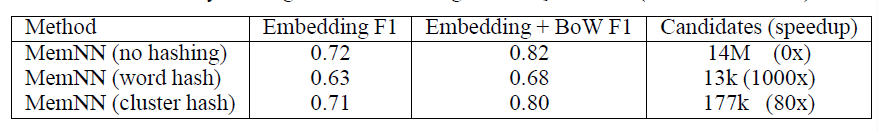 Method Embedding F1 Embedding + BoW F1 Candidates (speedup)
MemNN (no hashing) 0.72 0.82 14M (0x)
MemNN (word hash) 0.63 0.68 13k (1000x)
MemNN (cluster hash) 0.71 0.80 177k (80x)